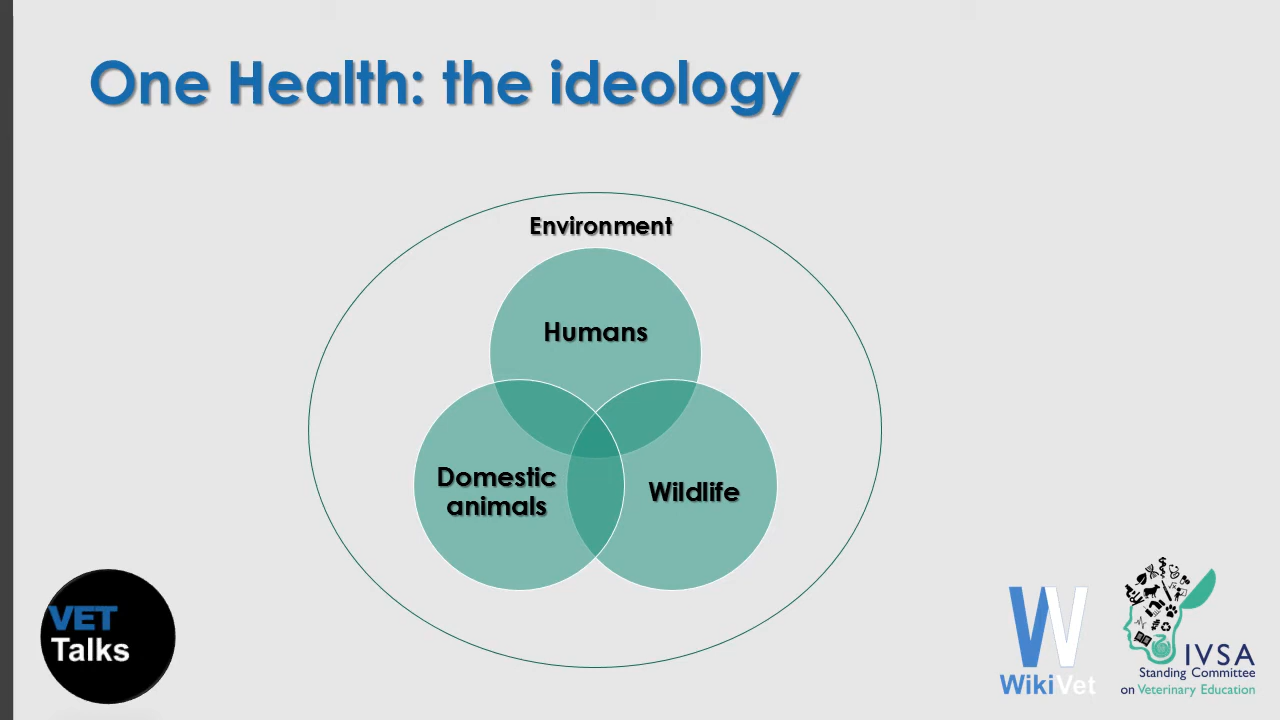 One Health: the ideology
Environment
Humans
Domestic
animals
Wildlife
VET
Talks
W
WikiVet
IVSA
Standing Committee
on Veterinary Education